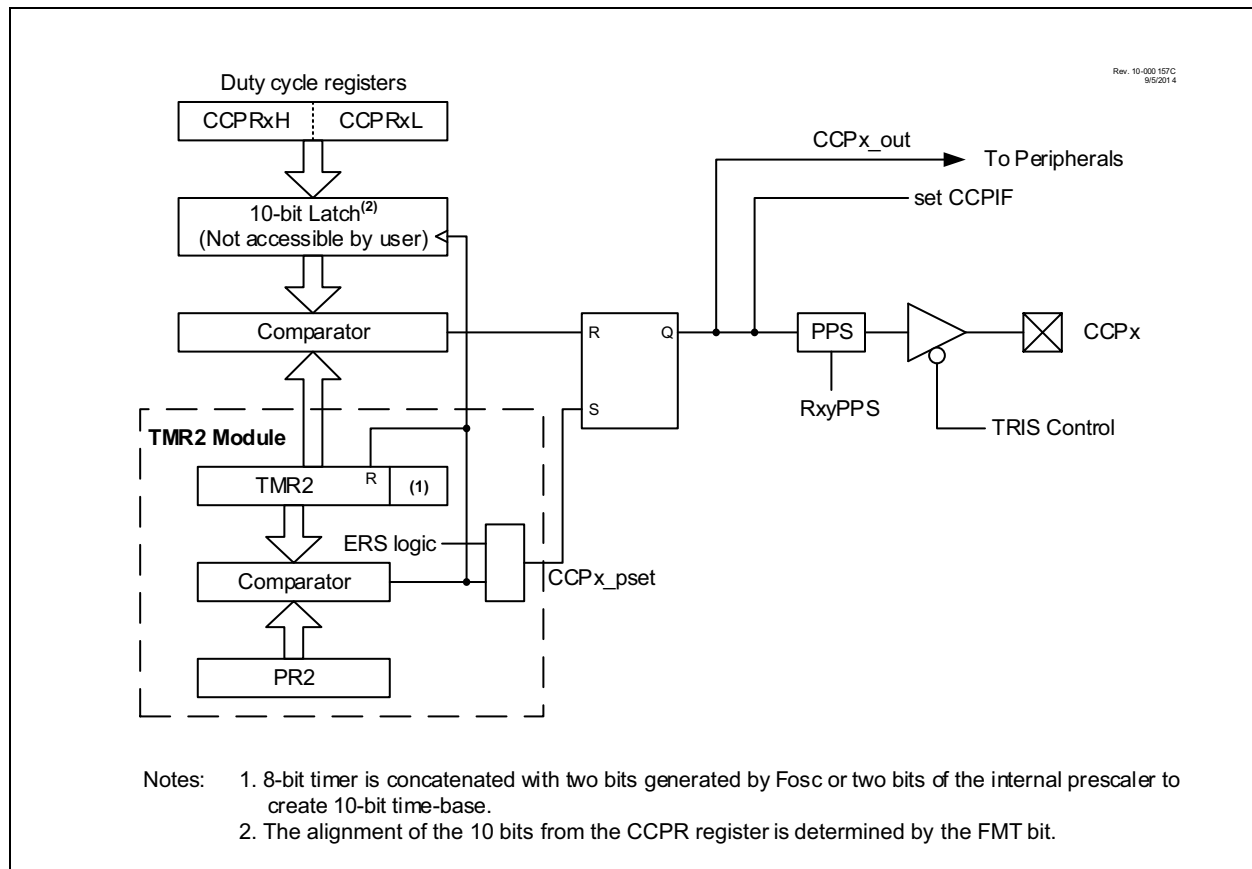 Rev. 10-000 157C
9/5/201 4
Duty cycle registers
CCPRxH CCPRxL
CCPx_out
To Peripherals
set CCPIF
10-bit Latch(2)
(Not accessible by user)
Comparator
R Q
S
PPS
CCPx
RxyPPS
TRIS Control
TMR2 Module
TMR2 R (1)
ERS logic
CCPx_pset
Comparator
PR2
Notes: 1. 8-bit timer is concatenated with two bits generated by Fosc or two bits of the internal prescaler to
create 10-bit time-base.
2. The alignment of the 10 bits from the CCPR register is determined by the FMT bit.